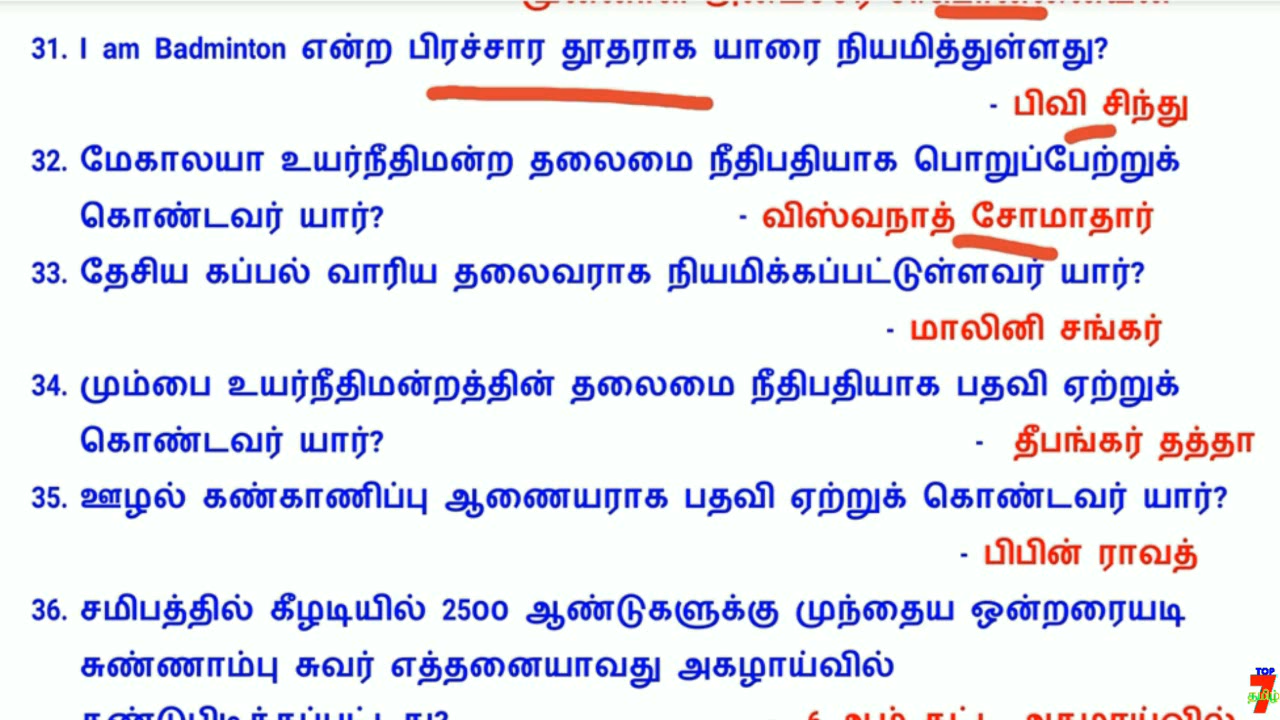 31. I am Badminton என்ற பிரச்சார தூதராக யாரை நியமித்துள்ளது?
- பிவி சிந்து
32. மேகாலயா உயர்நீதிமன்ற தலைமை நீதிபதியாக பொறுப்பேற்றுக்
கொண்டவர் யார்? - விஸ்வநாத் சோமாதார்
33. தேசிய கப்பல் வாரிய தலைவராக நியமிக்கப்பட்டுள்ளவர் யார்?
- மாலினி சங்கர்
34. மும்பை உயர்நீதிமன்றத்தின் தலைமை நீதிபதியாக பதவி ஏற்றுக்
கொண்டவர் யார்? - தீபங்கர் தத்தா
35. ஊழல் கண்காணிப்பு ஆணையராக பதவி ஏற்றுக் கொண்டவர் யார்?
- பிபின் ராவத்
36. சமிபத்தில் கீழடியில் 2500 ஆண்டுகளுக்கு முந்தைய ஒன்றரையடி
சுண்ணாம்பு சுவர் எத்தனையாவது அகழாய்வில்
TOP
7
தமிழ்